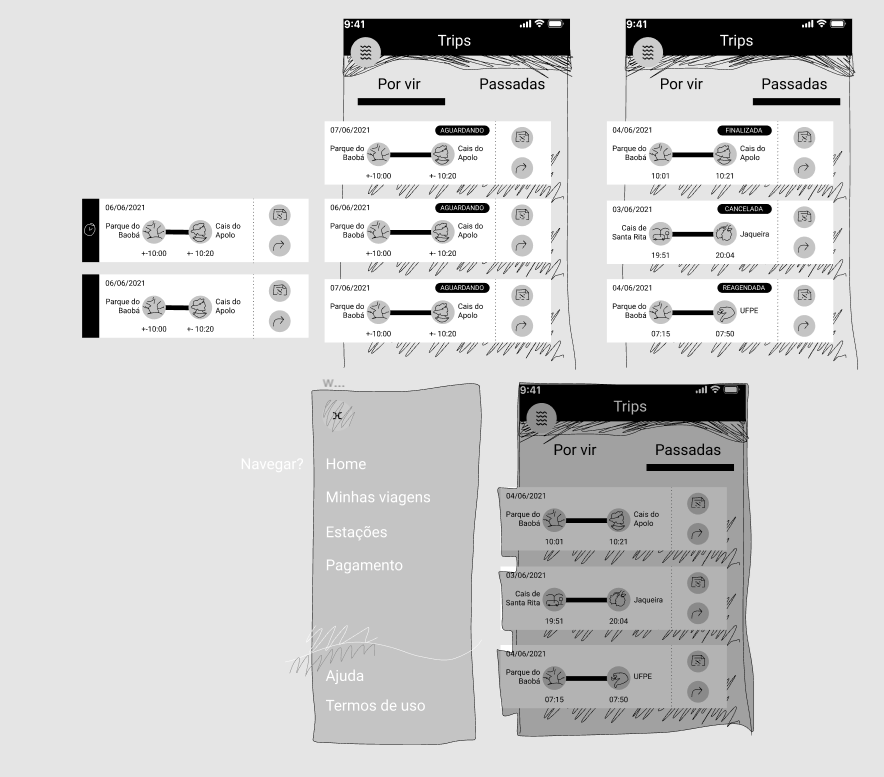 9:41
Trips
Por vir
Passadas
07/06/2021
AGUARDANDO
Parque do
Baobá
Cais do
Apolo
+-10:00
+- 10:20
06/06/2021
AGUARDANDO
Parque do
Baobá
Cais do
Apolo
+-10:00
+- 10:20
07/06/2021
AGUARDANDO
Parque do
Baobá
Cais do
Apolo
+-10:00
+- 10:20
9:41
Trips
Por vir
Passadas
04/06/2021
FINALIZADA
Parque do
Baobá
Cais do
Apolo
10:01
10:21
03/06/2021
CANCELADA
Cais de
Santa Rita
Jaqueira
19:51
20:04
04/06/2021
REAGENDADA
Parque do
Baobá
UFPE
07:15
07:50
06/06/2021
Parque do
Baobá
Cais do
Apolo
+-10:00
+- 10:20
06/06/2021
Parque do
Baobá
Cais do
Apolo
+-10:00
+- 10:20
W...
Navegar?
Home
Minhas viagens
Estações
Pagamento
Ajuda
Termos de uso
9:41
Trips
Por vir
Passadas
04/06/2021
Parque do
Baobá
Cais do
Apolo
10:01
10:21
03/06/2021
Cais de
Santa Rita
Jaqueira
19:51
20:04
04/06/2021
Parque do
Baobá
UFPE
07:15
07:50